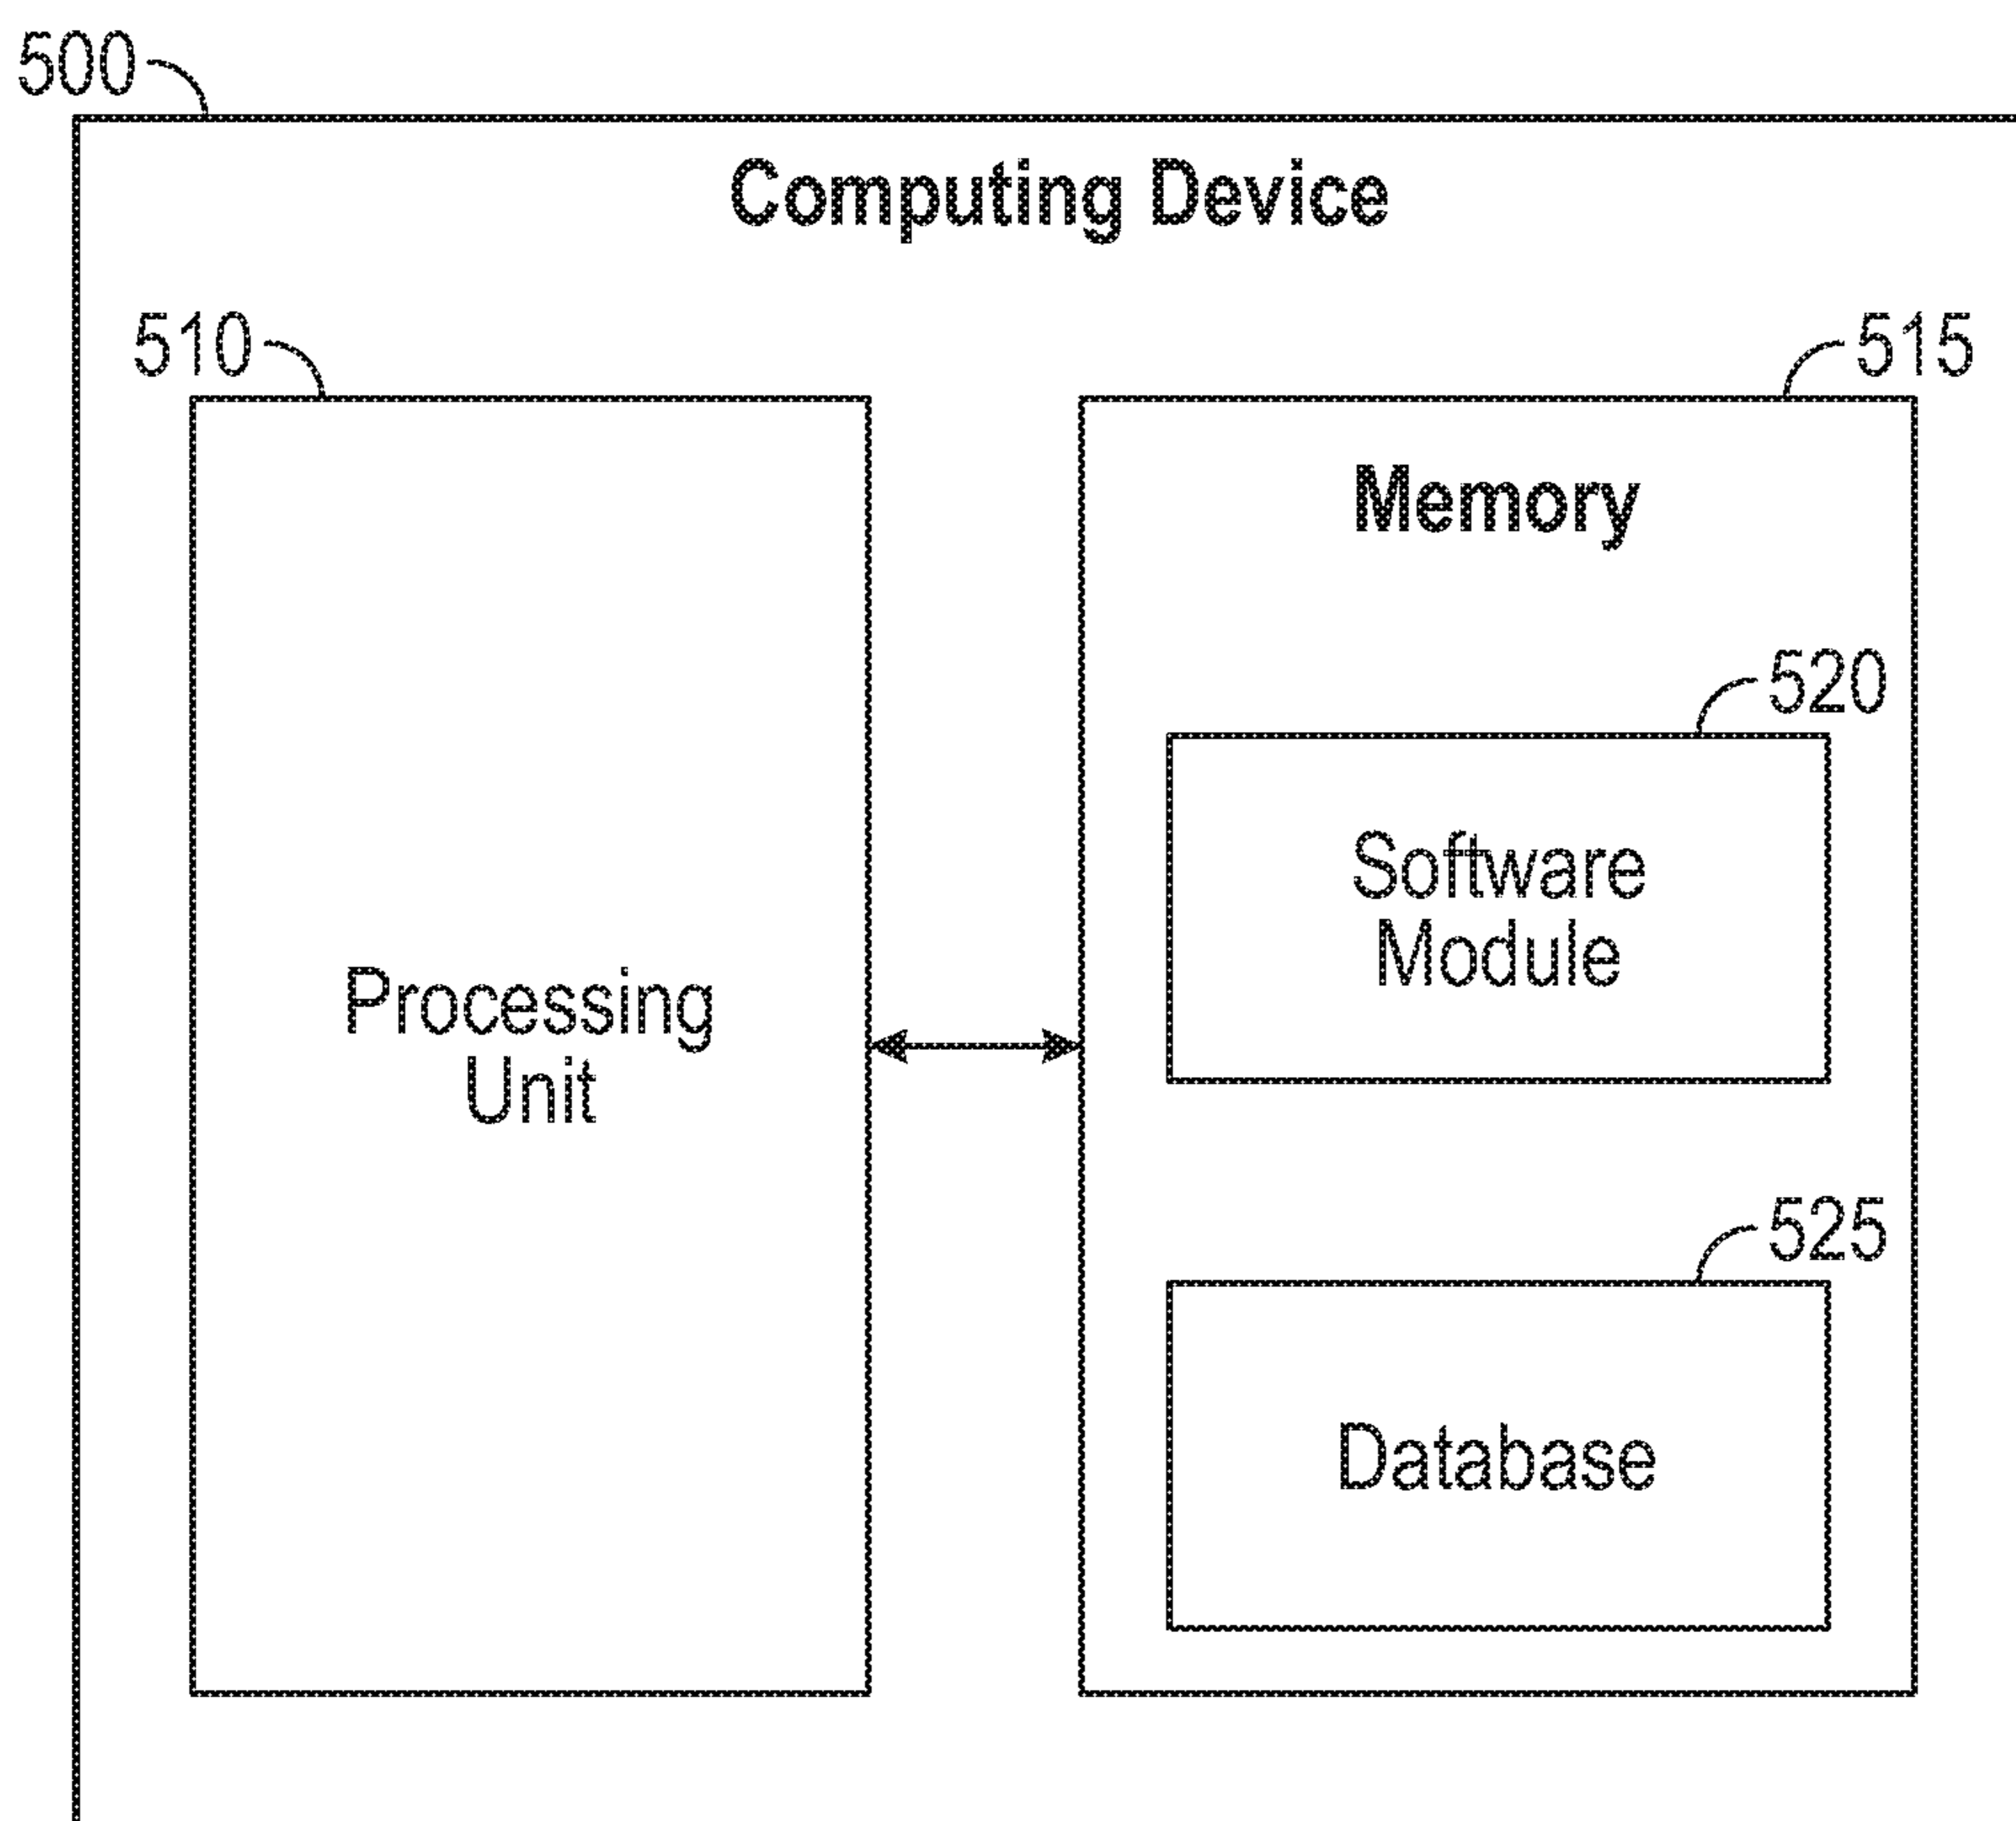 500
Computing Device
510
515
Memory
520
Software
Module
Processing
Unit
525
Database